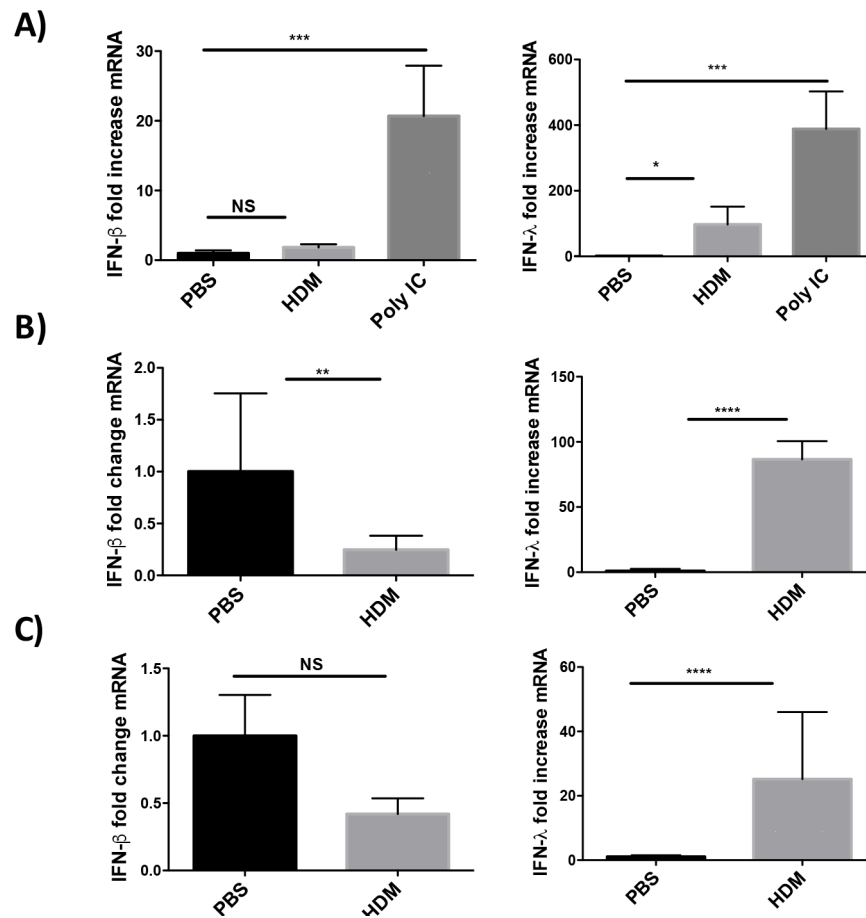 A)
IFN-β fold increase mRNA
30
20
10
0
***
NS
PBS
HDM
Poly IC
IFN-λ fold increase mRNA
600
400
200
0
***
*
PBS
HDM
Poly IC
B)
IFN-β fold change mRNA
2.0
1.5
1.0
0.5
0.0
**
PBS
HDM
IFN-λ fold increase mRNA
150
100
50
0
****
PBS
HDM
C)
IFN-β fold change mRNA
1.5
1.0
0.5
0.0
NS
PBS
HDM
IFN-λ fold increase mRNA
60
40
20
0
****
PBS
HDM